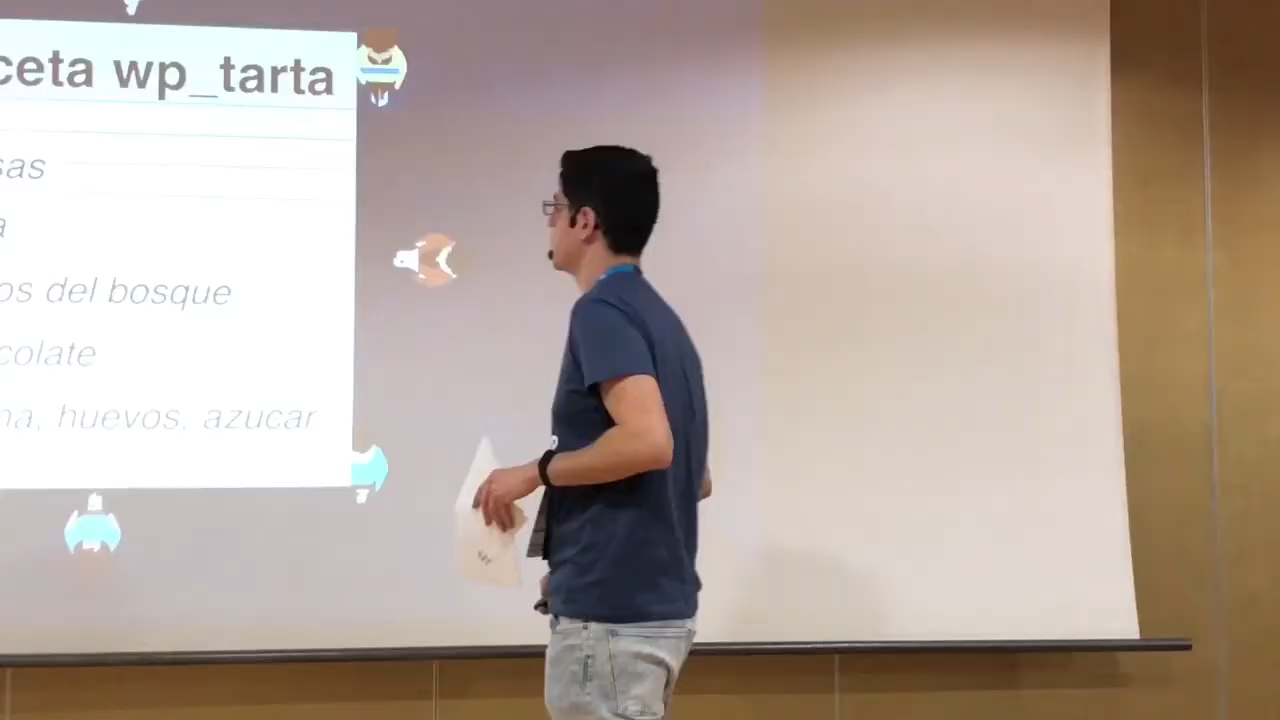 ceta wp_tarta
sas
a
os del bosque
colate
na, huevos, azucar